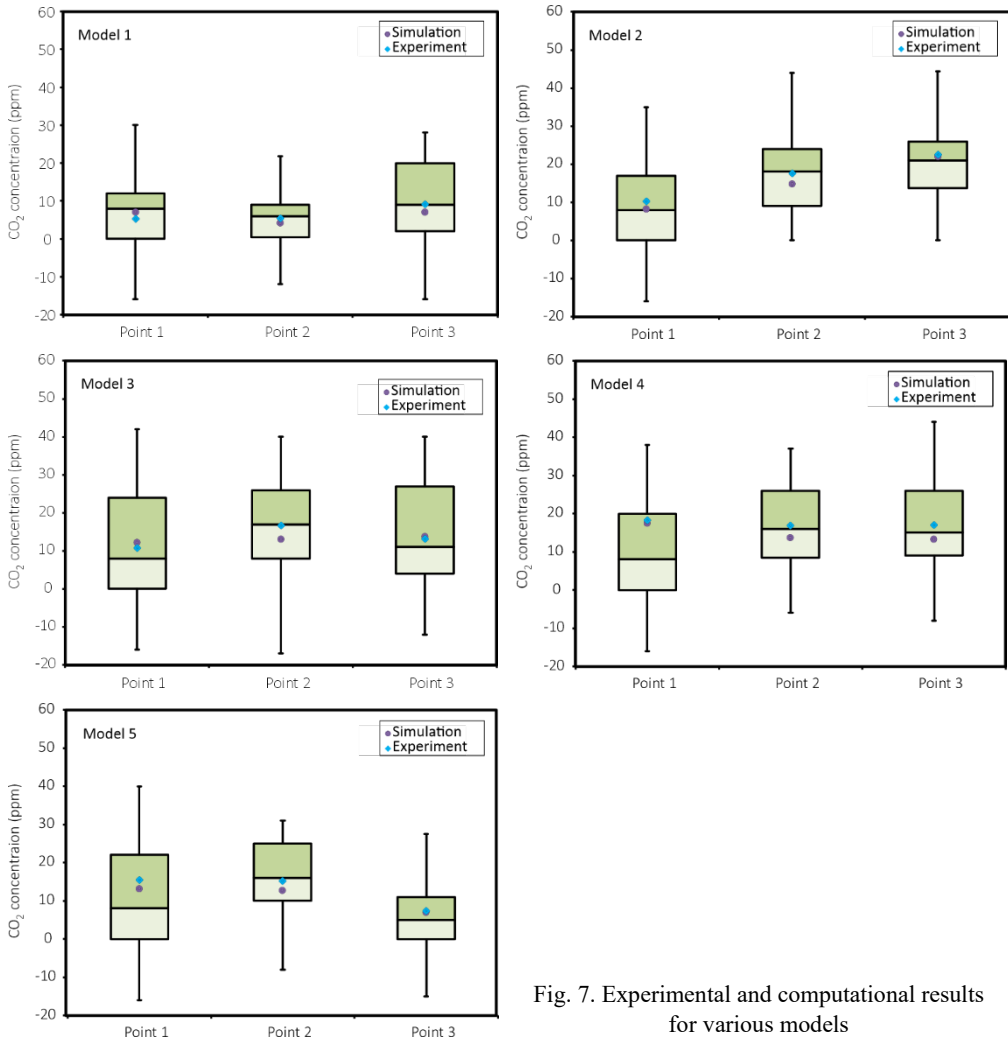 Model 1
Simulation
Experiment
CO2 concentraion (ppm)
60
50
40
30
20
10
0
-10
-20
Point 1 Point 2 Point 3
Model 2
Simulation
Experiment
CO2 concentraion (ppm)
60
50
40
30
20
10
0
-10
-20
Point 1 Point 2 Point 3
Model 3
Simulation
Experiment
CO2 concentraion (ppm)
60
50
40
30
20
10
0
-10
-20
Point 1 Point 2 Point 3
Model 4
Simulation
Experiment
CO2 concentraion (ppm)
60
50
40
30
20
10
0
-10
-20
Point 1 Point 2 Point 3
Model 5
Simulation
Experiment
CO2 concentraion (ppm)
60
50
40
30
20
10
0
-10
-20
Point 1 Point 2 Point 3
Fig. 7. Experimental and computational results
for various models